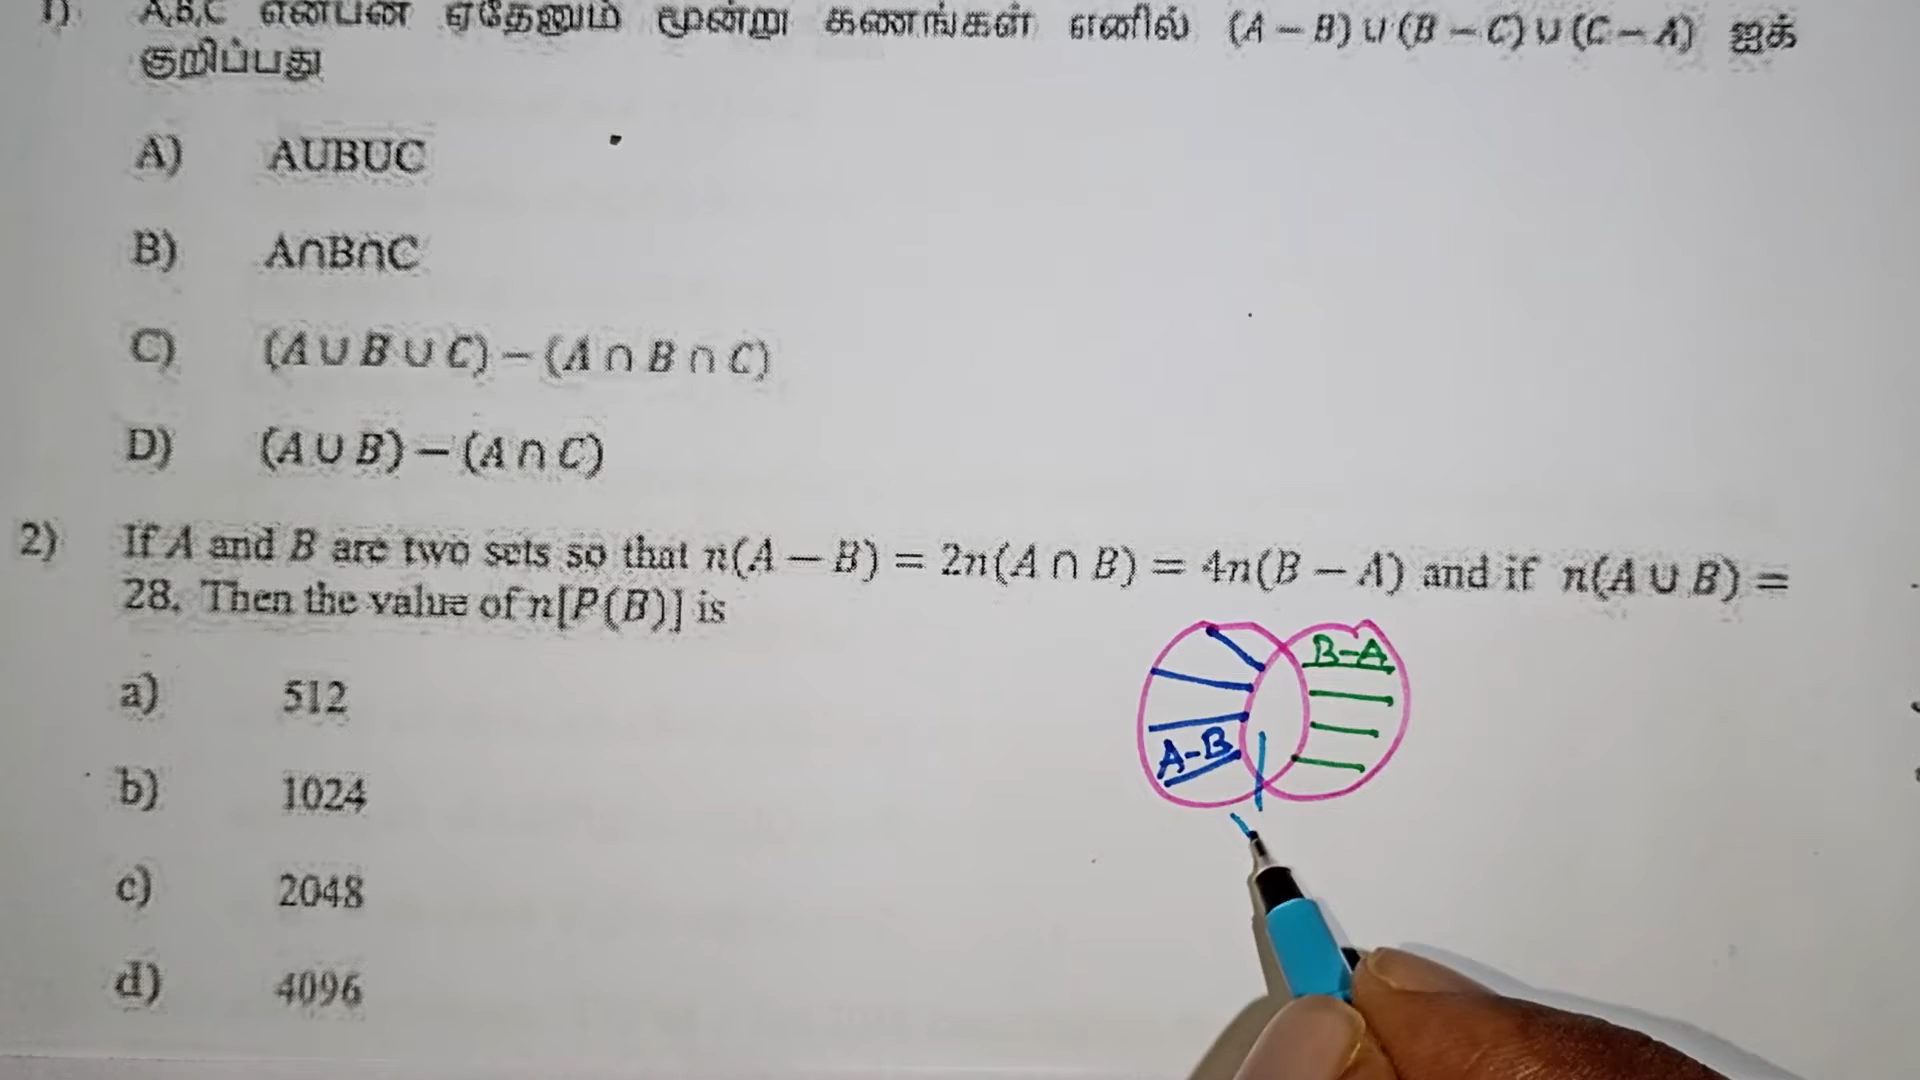 1) A,B,C என்பன ஏதேனும் மூன்று கணங்கள் எனில் (A − B) ∪ (B − C) ∪ (C − A) ஐக்
குறிப்பது
A) AUBUC
B) A∩B∩C
C) (A ∪ B ∪ C) − (A ∩ B ∩ C)
D) (A ∪ B) − (A ∩ C)
2) If A and B are two sets so that n(A − B) = 2n(A ∩ B) = 4n(B − A) and if n(A ∪ B) =
28. Then the value of n[P(B)] is
B-A
A-B
a) 512
b) 1024
c) 2048
d) 4096